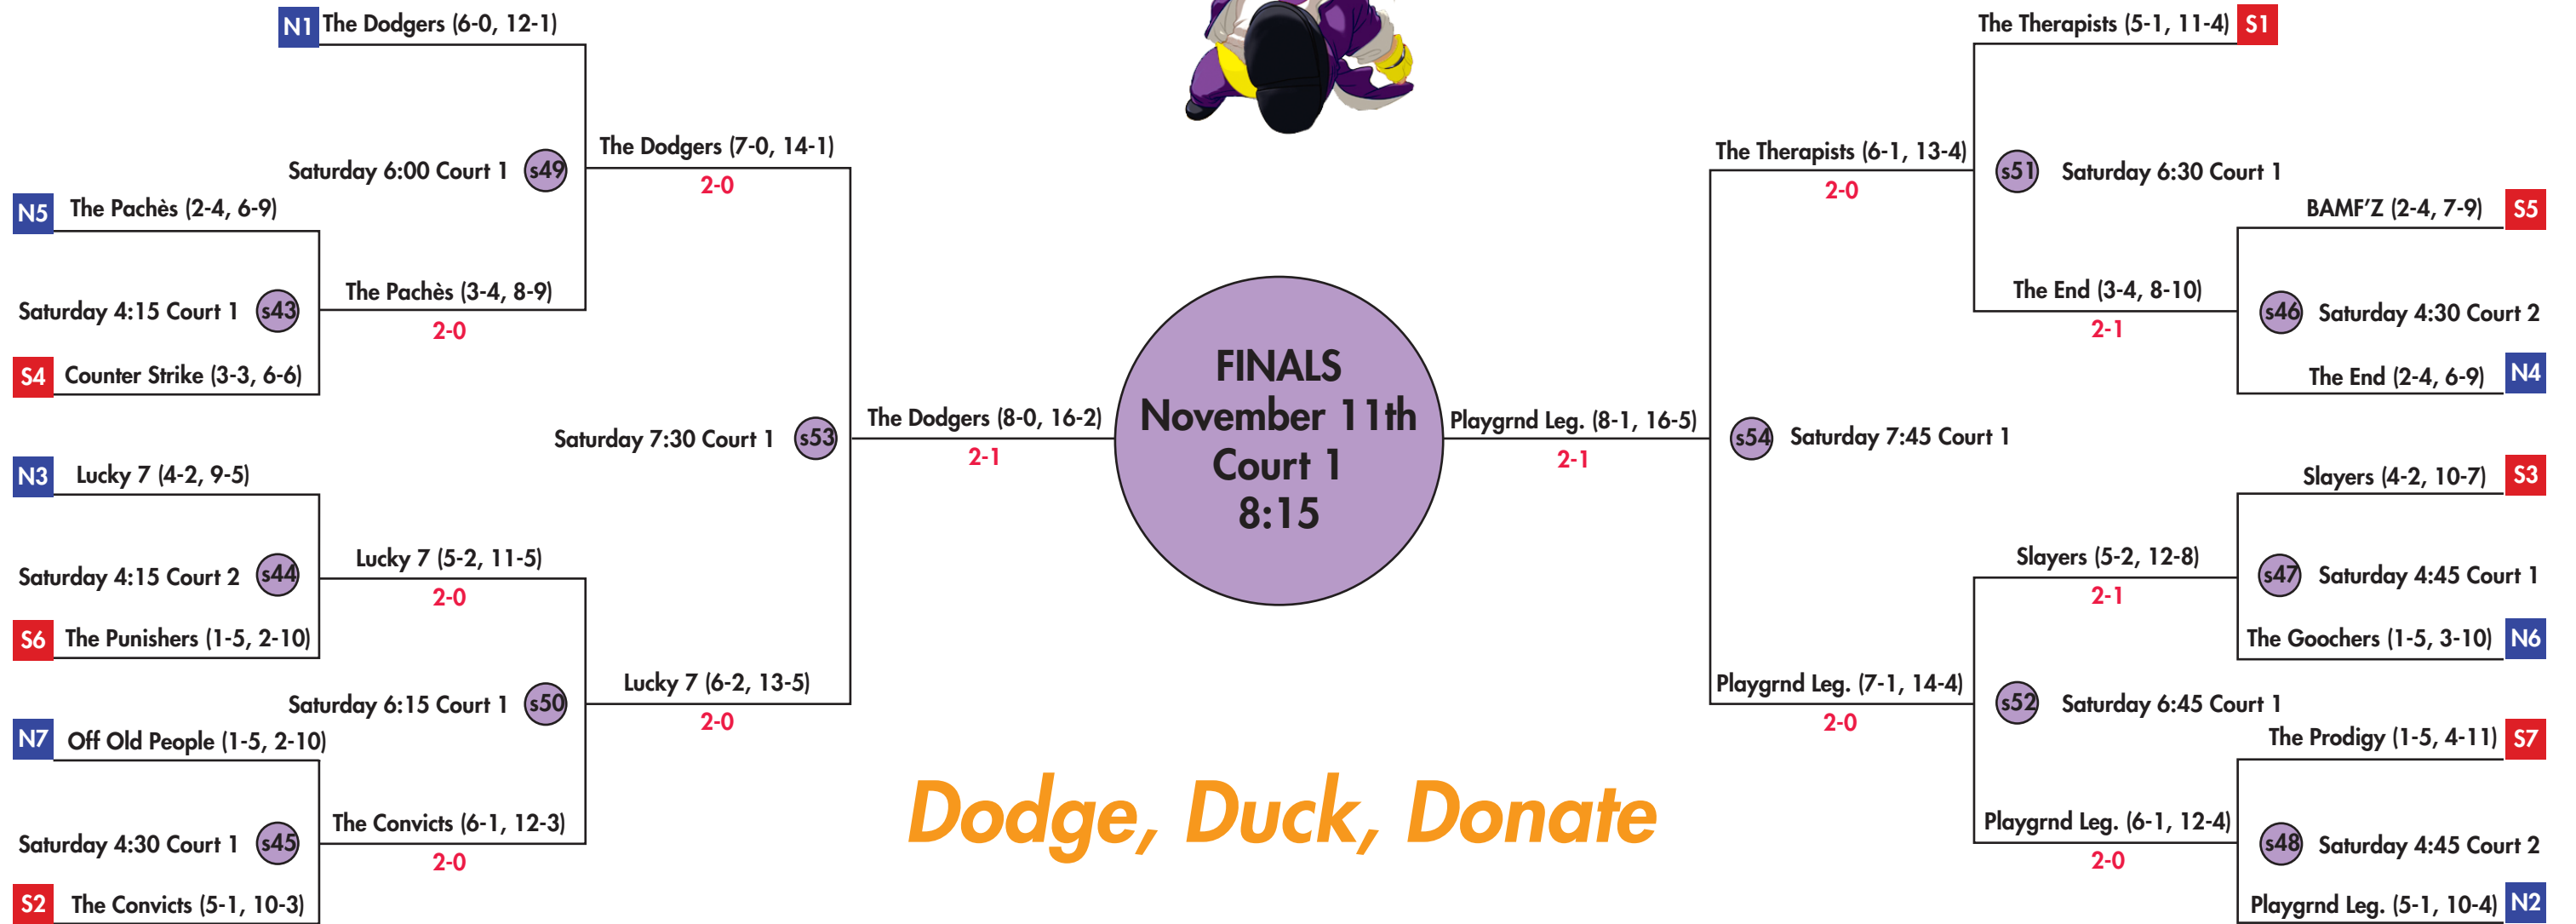 N1 The Dodgers (6-0, 12-1)
Saturday 6:00 Court 1 s49
The Dodgers (7-0, 14-1)
2-0
N5 The Pachès (2-4, 6-9)
Saturday 4:15 Court 1 s43
The Pachès (3-4, 8-9)
2-0
S4 Counter Strike (3-3, 6-6)
Saturday 7:30 Court 1 s53
The Dodgers (8-0, 16-2)
2-1
N3 Lucky 7 (4-2, 9-5)
Saturday 4:15 Court 2 s44
Lucky 7 (5-2, 11-5)
2-0
S6 The Punishers (1-5, 2-10)
Saturday 6:15 Court 1 s50
Lucky 7 (6-2, 13-5)
2-0
N7 Off Old People (1-5, 2-10)
Saturday 4:30 Court 1 s45
The Convicts (6-1, 12-3)
2-0
S2 The Convicts (5-1, 10-3)
FINALS
November 11th
Court 1
8:15
Dodge, Duck, Donate
The Therapists (5-1, 11-4) S1
The Therapists (6-1, 13-4)
2-0
s51 Saturday 6:30 Court 1
BAMF'Z (2-4, 7-9) S5
The End (3-4, 8-10)
2-1
s46 Saturday 4:30 Court 2
The End (2-4, 6-9) N4
Playgrnd Leg. (8-1, 16-5)
2-1
s54 Saturday 7:45 Court 1
Slayers (4-2, 10-7) S3
Slayers (5-2, 12-8)
2-1
s47 Saturday 4:45 Court 1
The Goochers (1-5, 3-10) N6
Playgrnd Leg. (7-1, 14-4)
2-0
s52 Saturday 6:45 Court 1
The Prodigy (1-5, 4-11) S7
Playgrnd Leg. (6-1, 12-4)
2-0
s48 Saturday 4:45 Court 2
Playgrnd Leg. (5-1, 10-4) N2